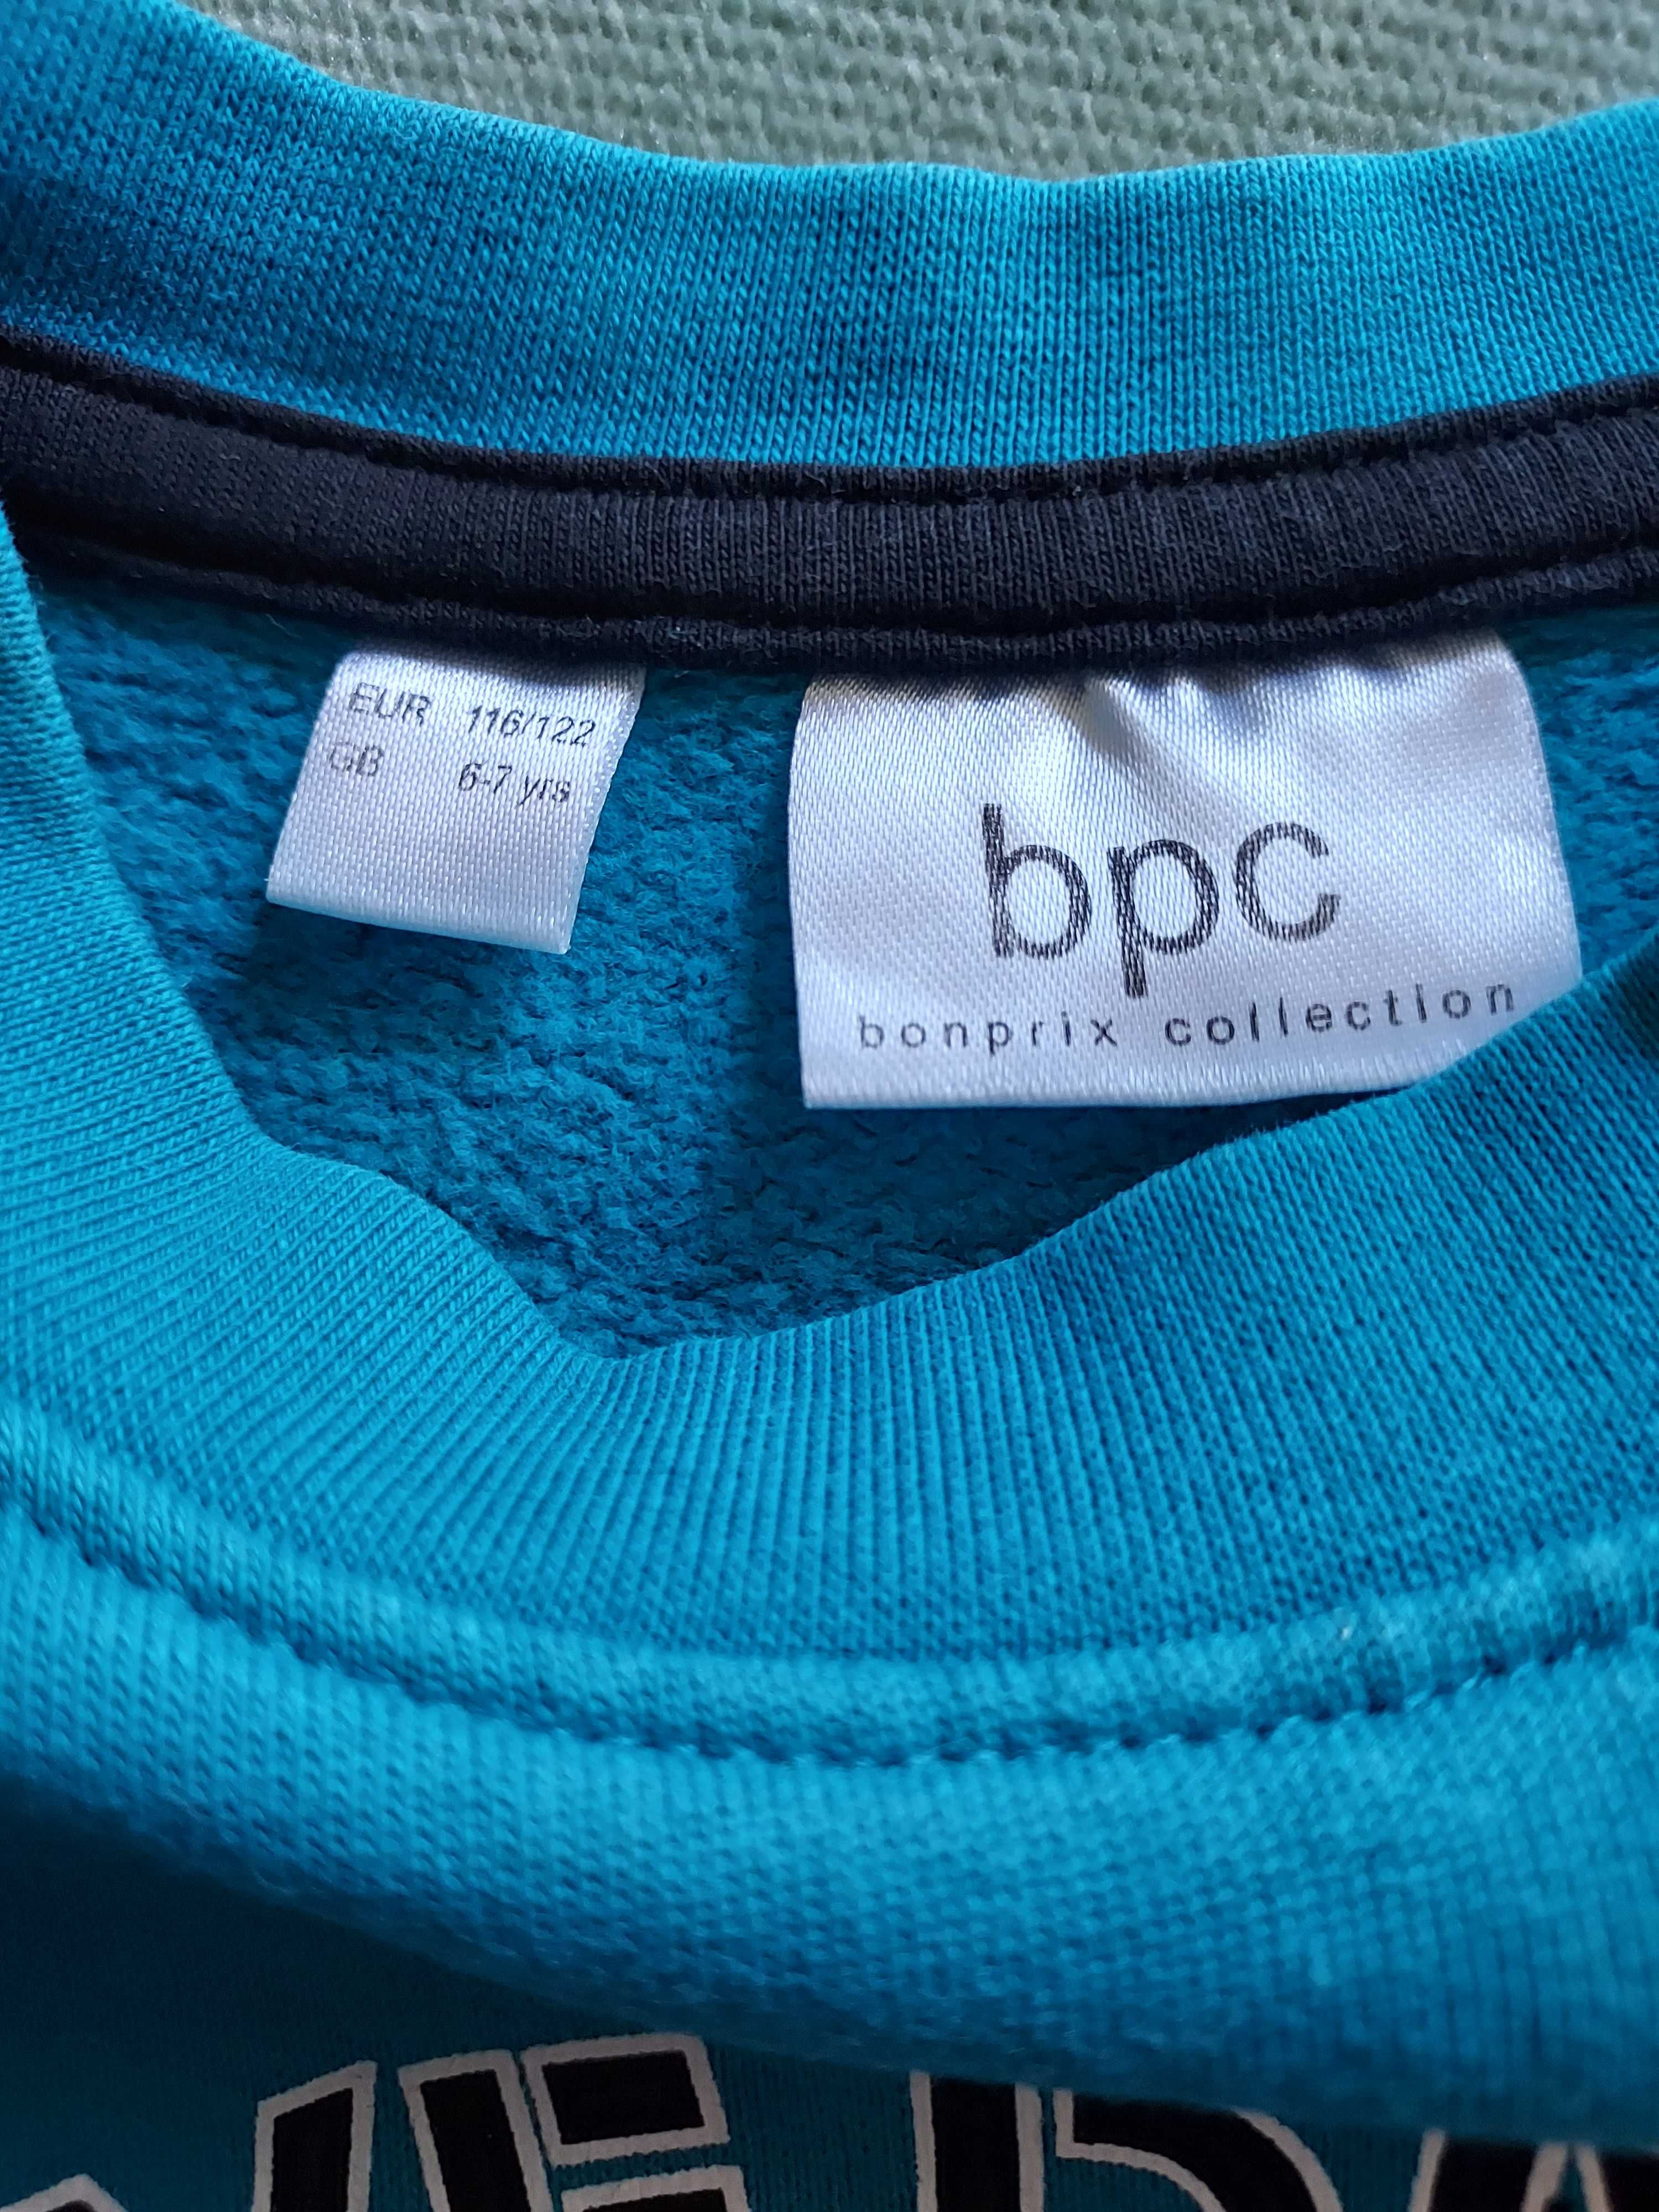 EUR 116/122
GB 6-7 yrs
bpc
bonprix collection